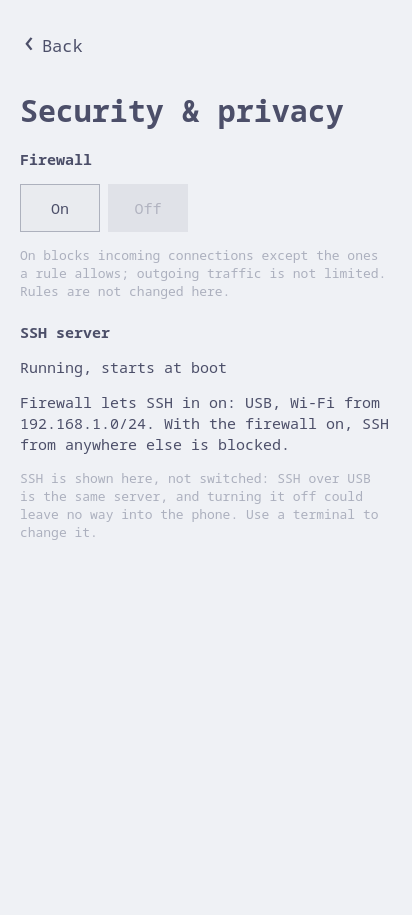 Back
Security & privacy
Firewall
On
Off
On blocks incoming connections except the ones
a rule allows; outgoing traffic is not limited.
Rules are not changed here.
SSH server
Running, starts at boot
Firewall lets SSH in on: USB, Wi-Fi from
192.168.1.0/24. With the firewall on, SSH
from anywhere else is blocked.
SSH is shown here, not switched: SSH over USB
is the same server, and turning it off could
leave no way into the phone. Use a terminal to
change it.